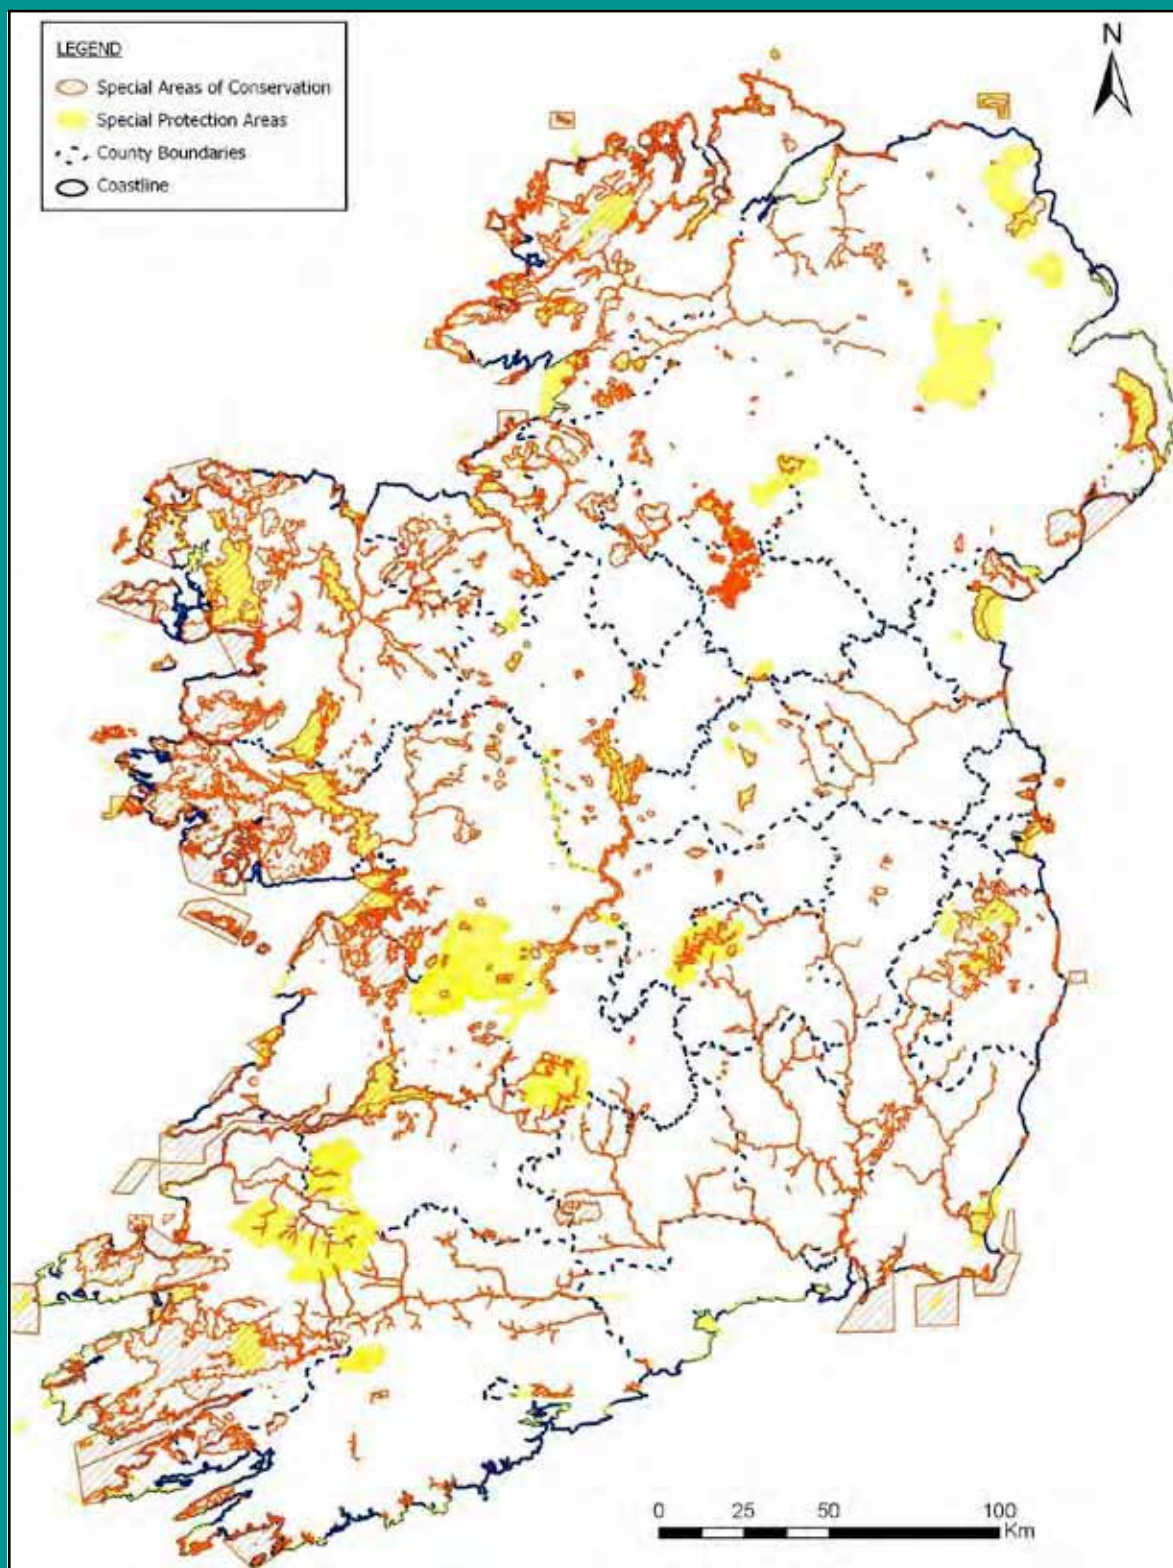 LEGEND
Special Areas of Conservation
Special Protection Areas
County Boundaries
Coastline
N
0 25 50 100
Km